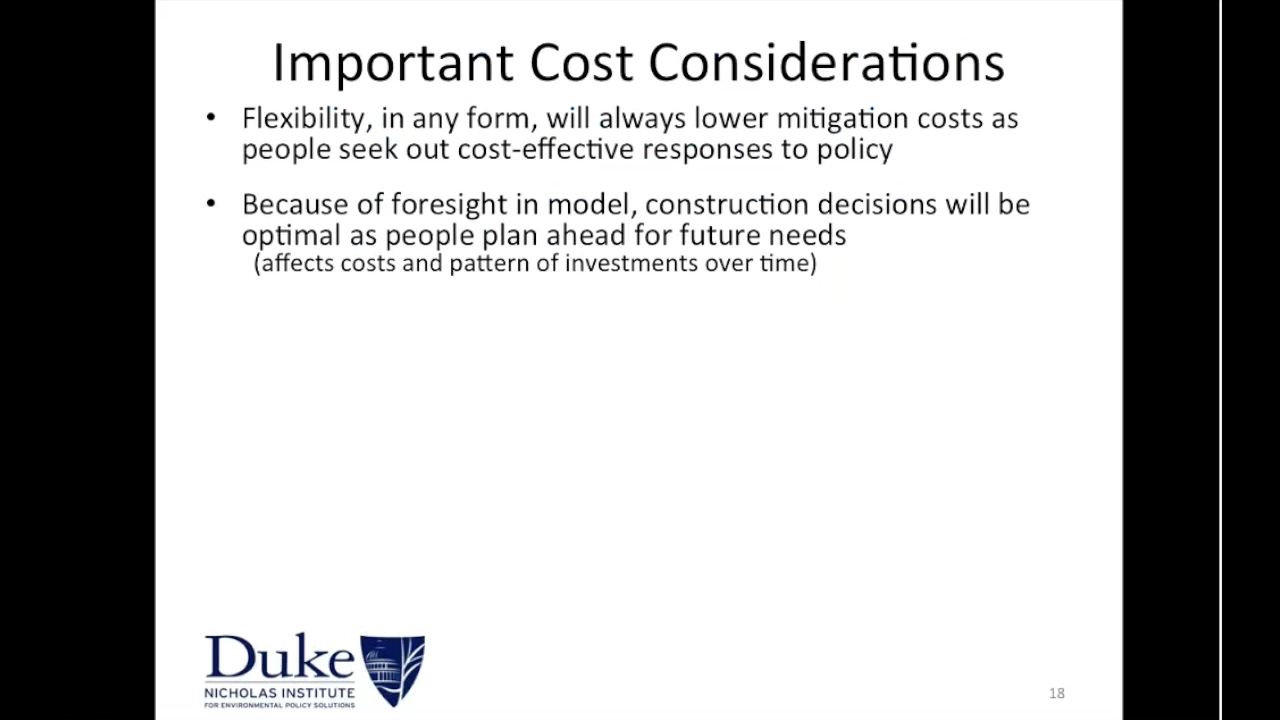 Important Cost Considerations
• Flexibility, in any form, will always lower mitigation costs as
people seek out cost-effective responses to policy
• Because of foresight in model, construction decisions will be
optimal as people plan ahead for future needs
(affects costs and pattern of investments over time)
Duke
NICHOLAS INSTITUTE
FOR ENVIRONMENTAL POLICY SOLUTIONS
18